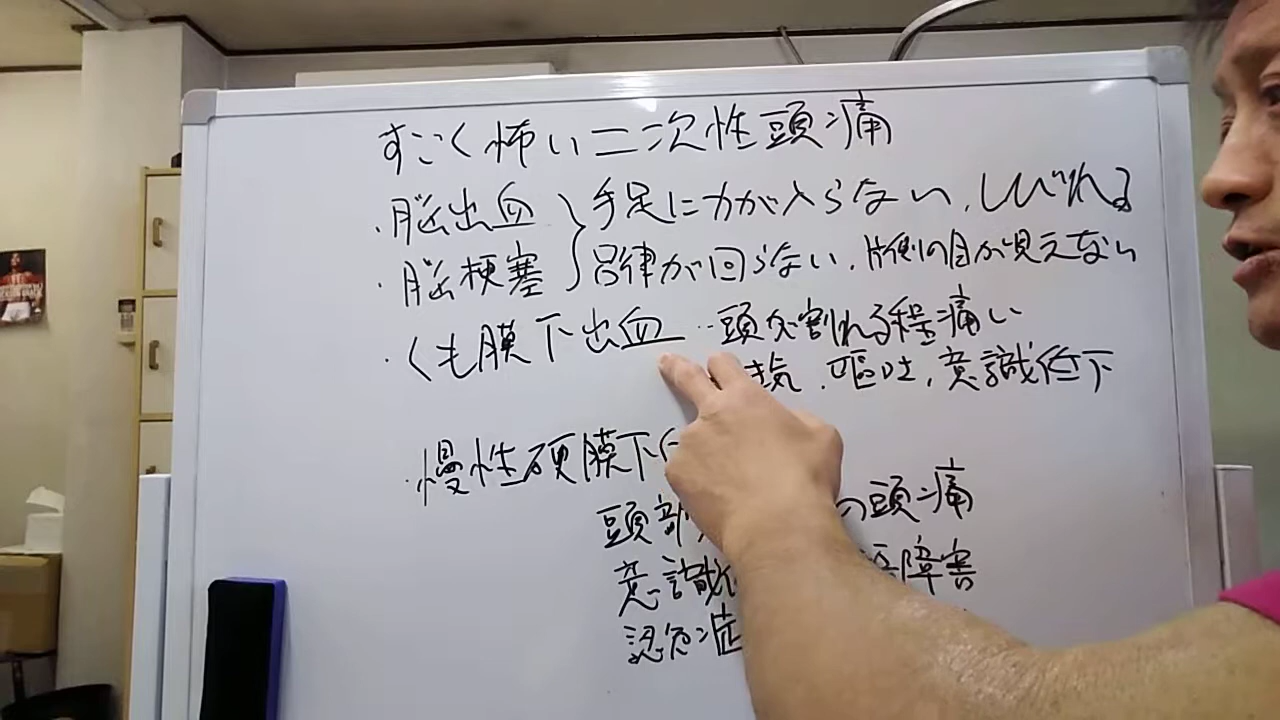 すごく怖い二次性頭痛
・脳出血 } 手足に力が入らない、しびれる
・脳梗塞 } 呂律が回らない、片側の目が見えない
・くも膜下出血 … 頭が割れる程痛い
気、嘔吐、意識低下
・慢性硬膜下
頭部 の頭痛
意識 障害
認知症